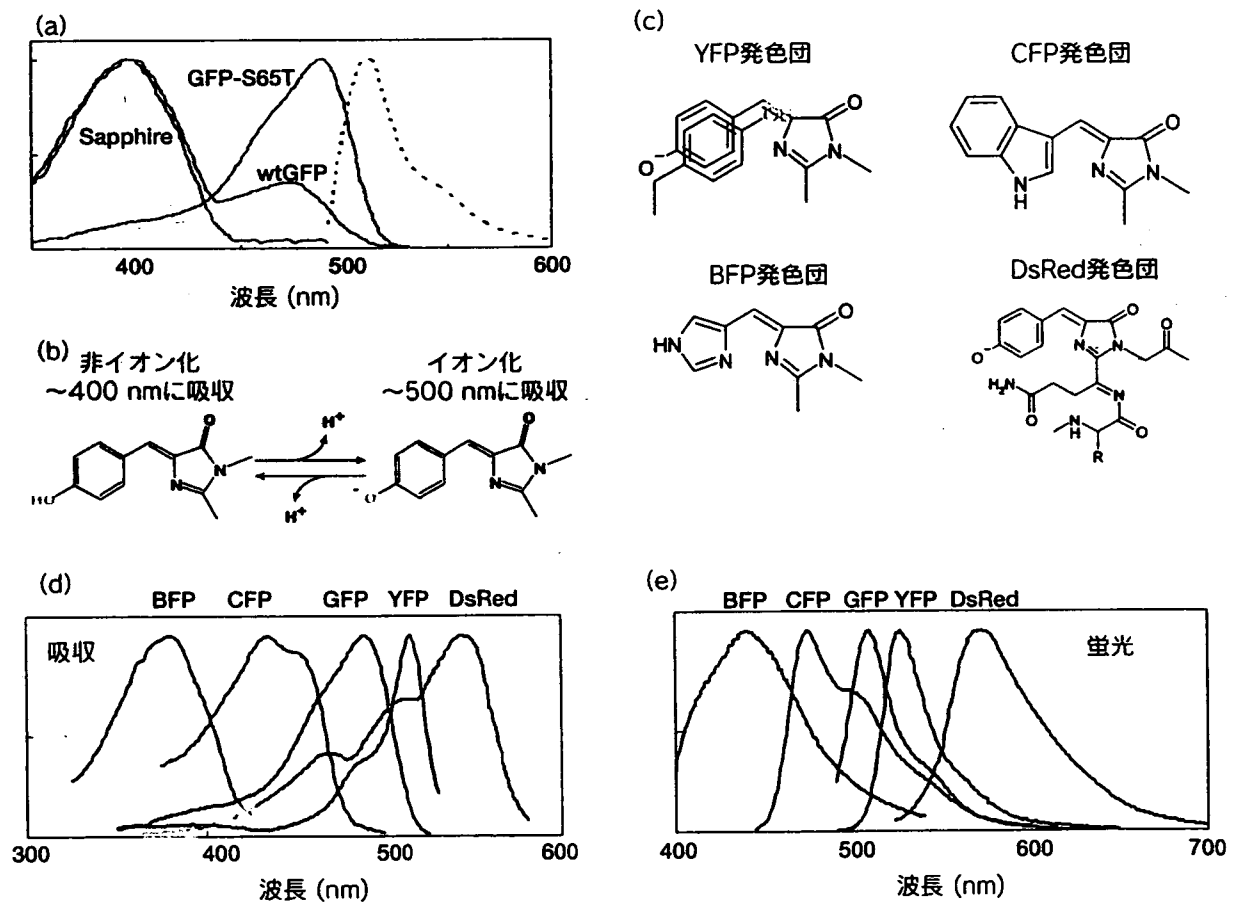 (a)
GFP-S65T
Sapphire
wtGFP
400
500
600
波長 (nm)
(b)
非イオン化
～400 nmに吸収
イオン化
～500 nmに吸収
O
H⁺
N
N
HO
H⁺
O
N
N
⁻O
(c)
YFP発色団
O
O⁻
N
N
CFP発色団
O
N
N
N
H
BFP発色団
O
HN
N
N
N
DsRed発色団
O
O
N
N
O⁻
H₂N
O
N
N
H
O
R
(d)
BFP CFP GFP YFP DsRed
吸収
300
400
500
600
波長 (nm)
(e)
BFP CFP GFP YFP DsRed
蛍光
400
500
600
700
波長 (nm)